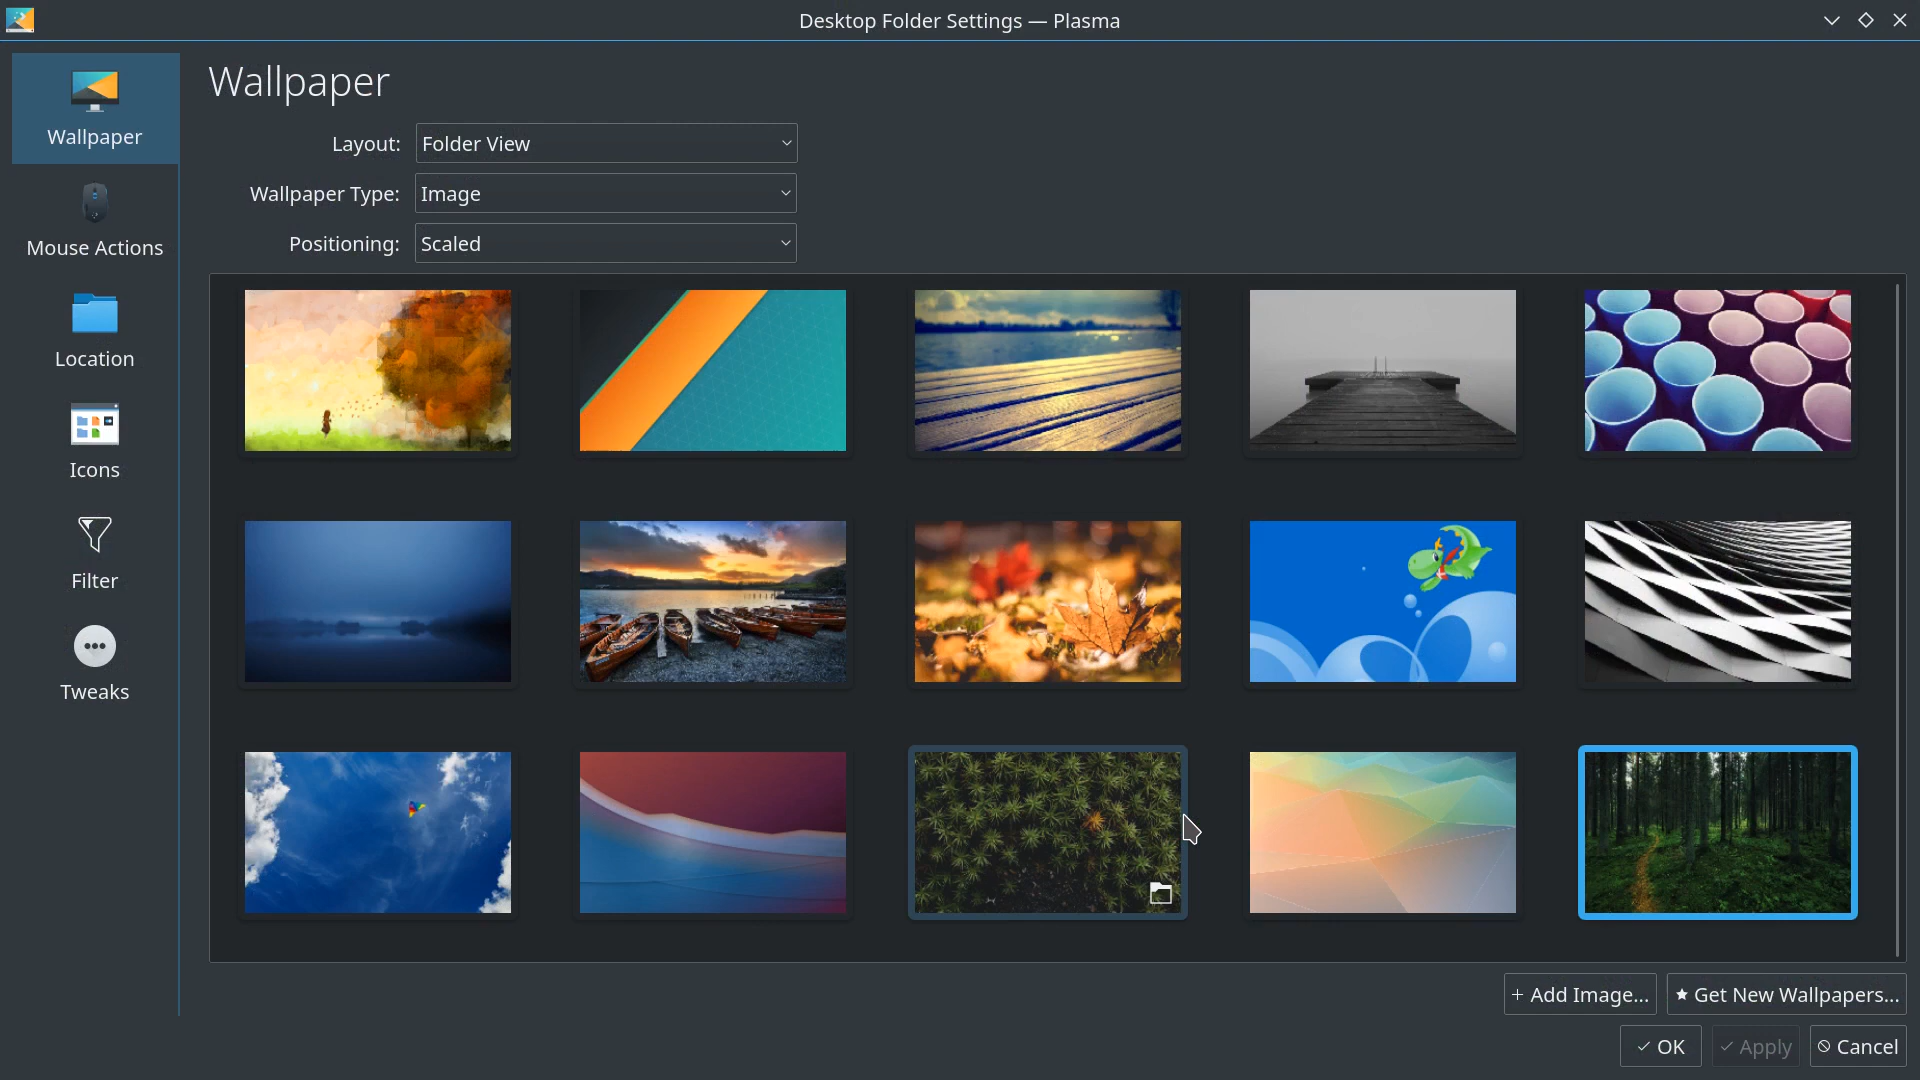 Desktop Folder Settings — Plasma
Wallpaper
Mouse Actions
Location
Icons
Filter
Tweaks
Wallpaper
Layout: Folder View
Wallpaper Type: Image
Positioning: Scaled
Add Image...
Get New Wallpapers...
OK
Apply
Cancel